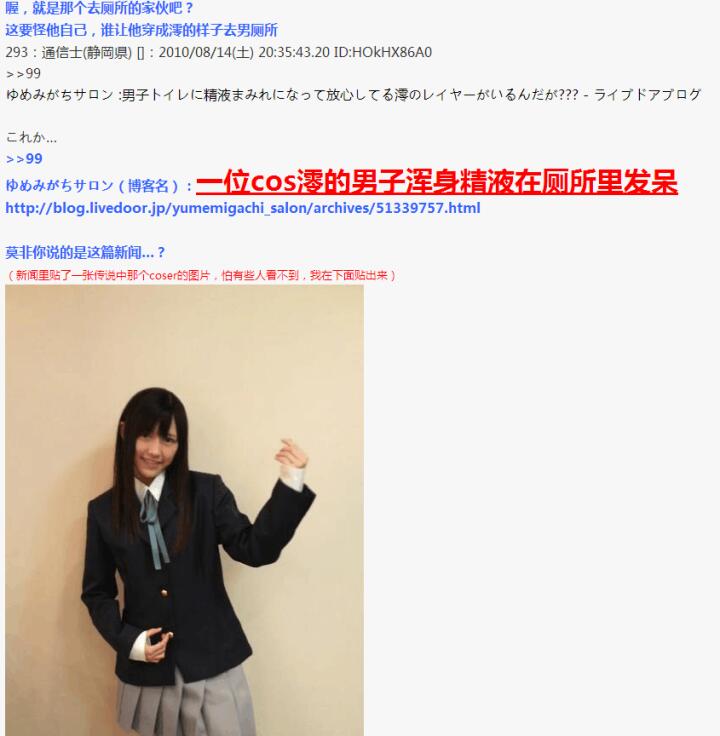 喔，就是那个去厕所的家伙吧？
这要怪他自己，谁让他穿成澪的样子去男厕所
293：通信士(静岡県) []：2010/08/14(土) 20:35:43.20 ID:HOkHX86A0
>>99
ゆめみがちサロン :男子トイレに精液まみれになって放心してる澪のレイヤーがいるんだが??? - ライブドアブログ
これか…
>>99
ゆめみがちサロン（博客名）：一位cos澪的男子浑身精液在厕所里发呆
http://blog.livedoor.jp/yumemigachi_salon/archives/51339757.html
莫非你说的是这篇新闻…？
（新闻里贴了一张传说中那个coser的图片，怕有些人看不到，我在下面贴出来）